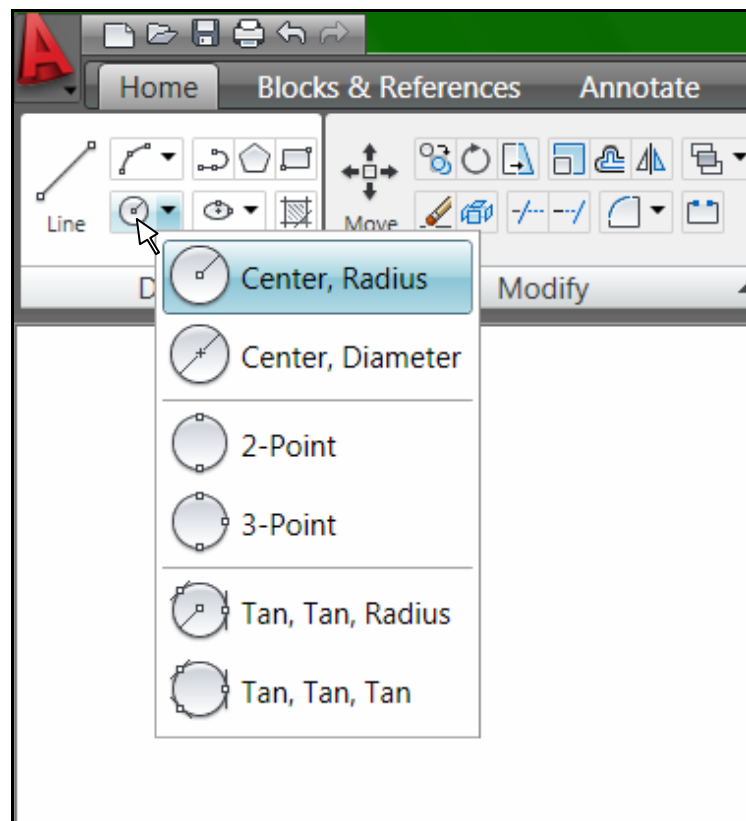 Home Blocks & References Annotate
Line Move
D Modify
Center, Radius
Center, Diameter
2-Point
3-Point
Tan, Tan, Radius
Tan, Tan, Tan